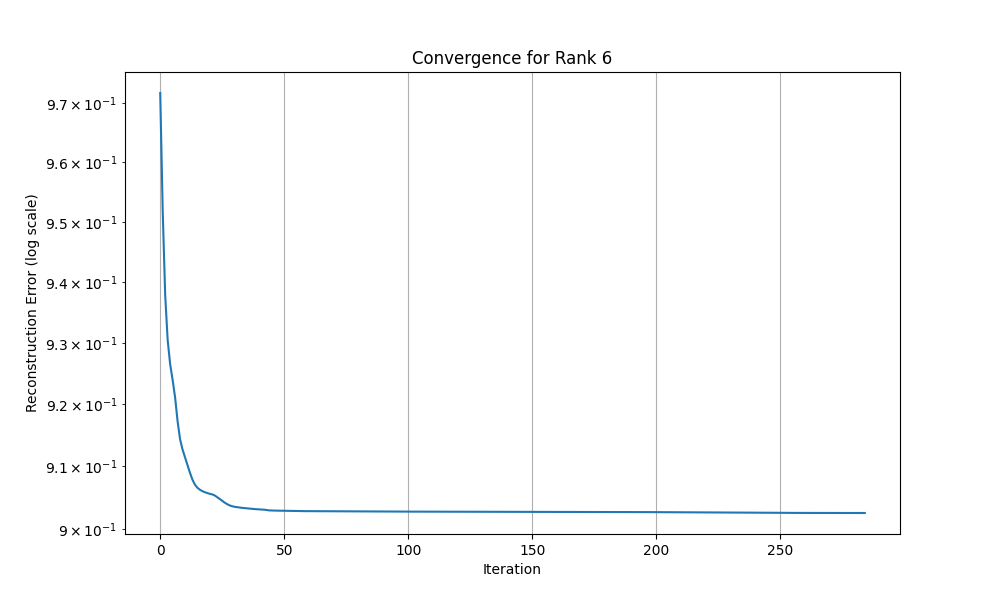 Convergence for Rank 6
Reconstruction Error (log scale)
9.7 × 10⁻¹
9.6 × 10⁻¹
9.5 × 10⁻¹
9.4 × 10⁻¹
9.3 × 10⁻¹
9.2 × 10⁻¹
9.1 × 10⁻¹
9 × 10⁻¹
0 50 100 150 200 250
Iteration